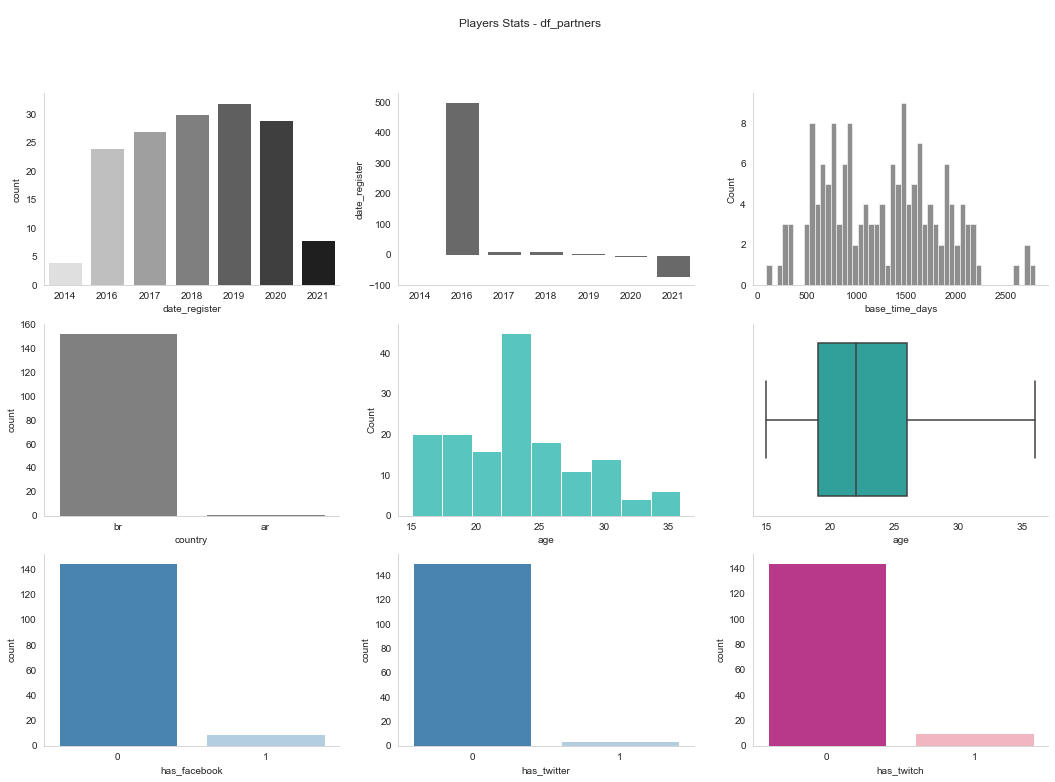 Players Stats - df_partners
count
30
25
20
15
10
5
0
2014 2016 2017 2018 2019 2020 2021
date_register
date_register
500
400
300
200
100
0
−100
2014 2016 2017 2018 2019 2020 2021
Count
8
6
4
2
0
0 500 1000 1500 2000 2500
base_time_days
count
160
140
120
100
80
60
40
20
0
br ar
country
Count
40
30
20
10
0
15 20 25 30 35
age
15 20 25 30 35
age
count
140
120
100
80
60
40
20
0
0 1
has_facebook
count
140
120
100
80
60
40
20
0
0 1
has_twitter
count
140
120
100
80
60
40
20
0
0 1
has_twitch